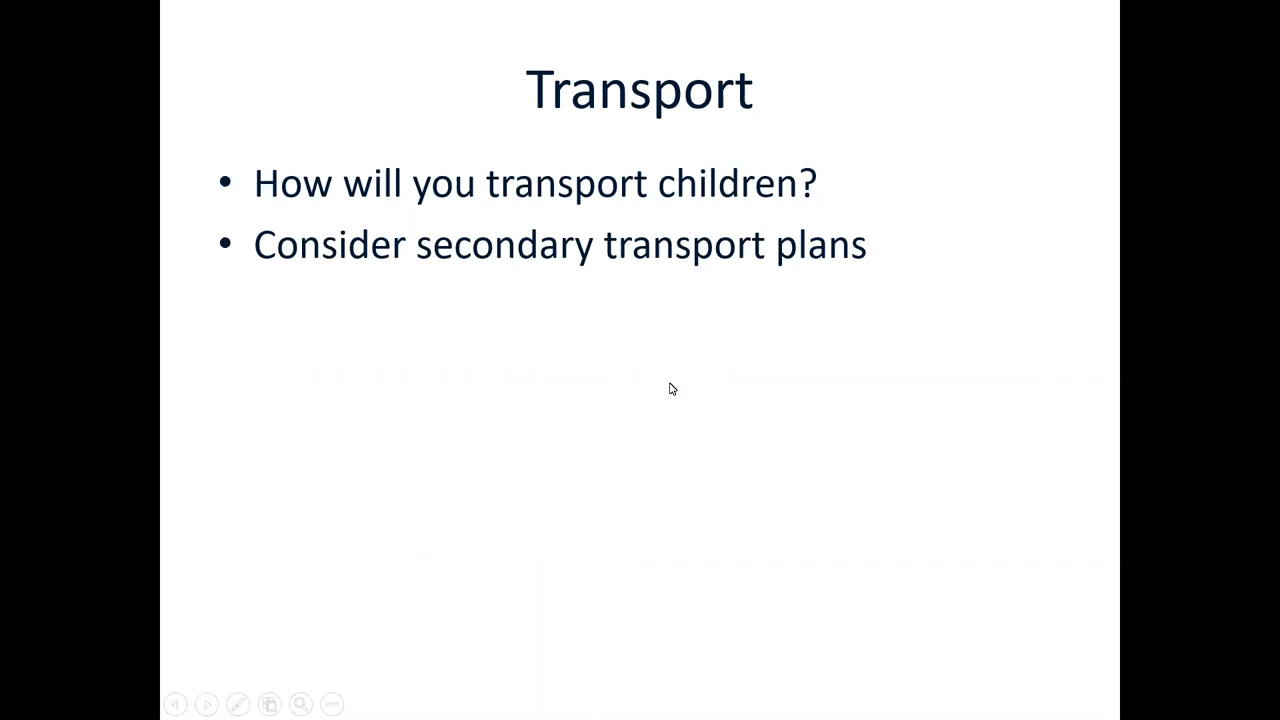 Transport
• How will you transport children?
• Consider secondary transport plans